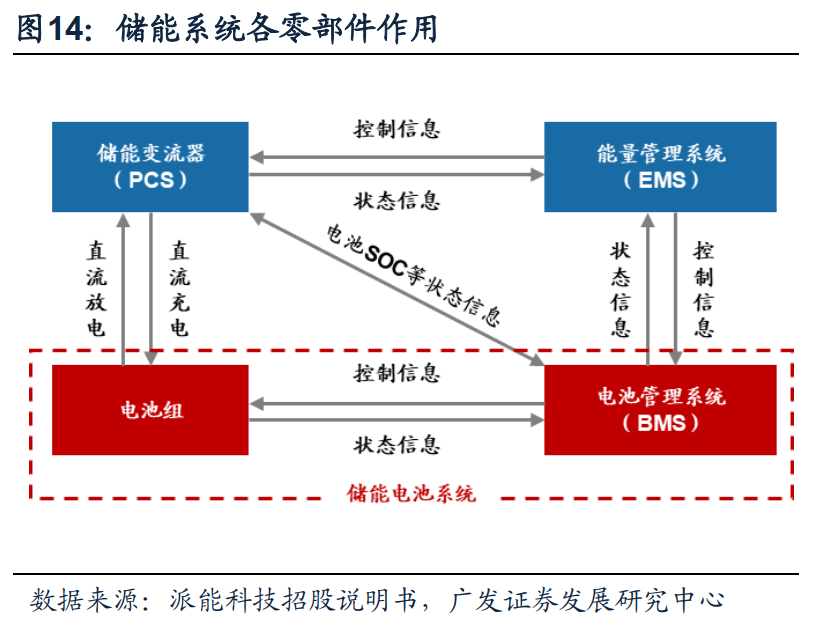 图14：储能系统各零部件作用
控制信息
储能变流器
（PCS）
能量管理系统
（EMS）
状态信息
直流放电
直流充电
电池SOC等状态信息
状态信息
控制信息
控制信息
电池组
电池管理系统
（BMS）
状态信息
储能电池系统
数据来源：派能科技招股说明书，广发证券发展研究中心